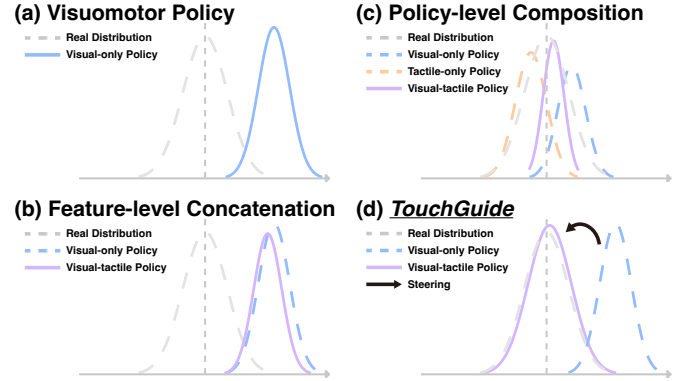 (a) Visuomotor Policy
Real Distribution
Visual-only Policy
(b) Feature-level Concatenation
Real Distribution
Visual-only Policy
Visual-tactile Policy
(c) Policy-level Composition
Real Distribution
Visual-only Policy
Tactile-only Policy
Visual-tactile Policy
(d) TouchGuide
Real Distribution
Visual-only Policy
Visual-tactile Policy
Steering